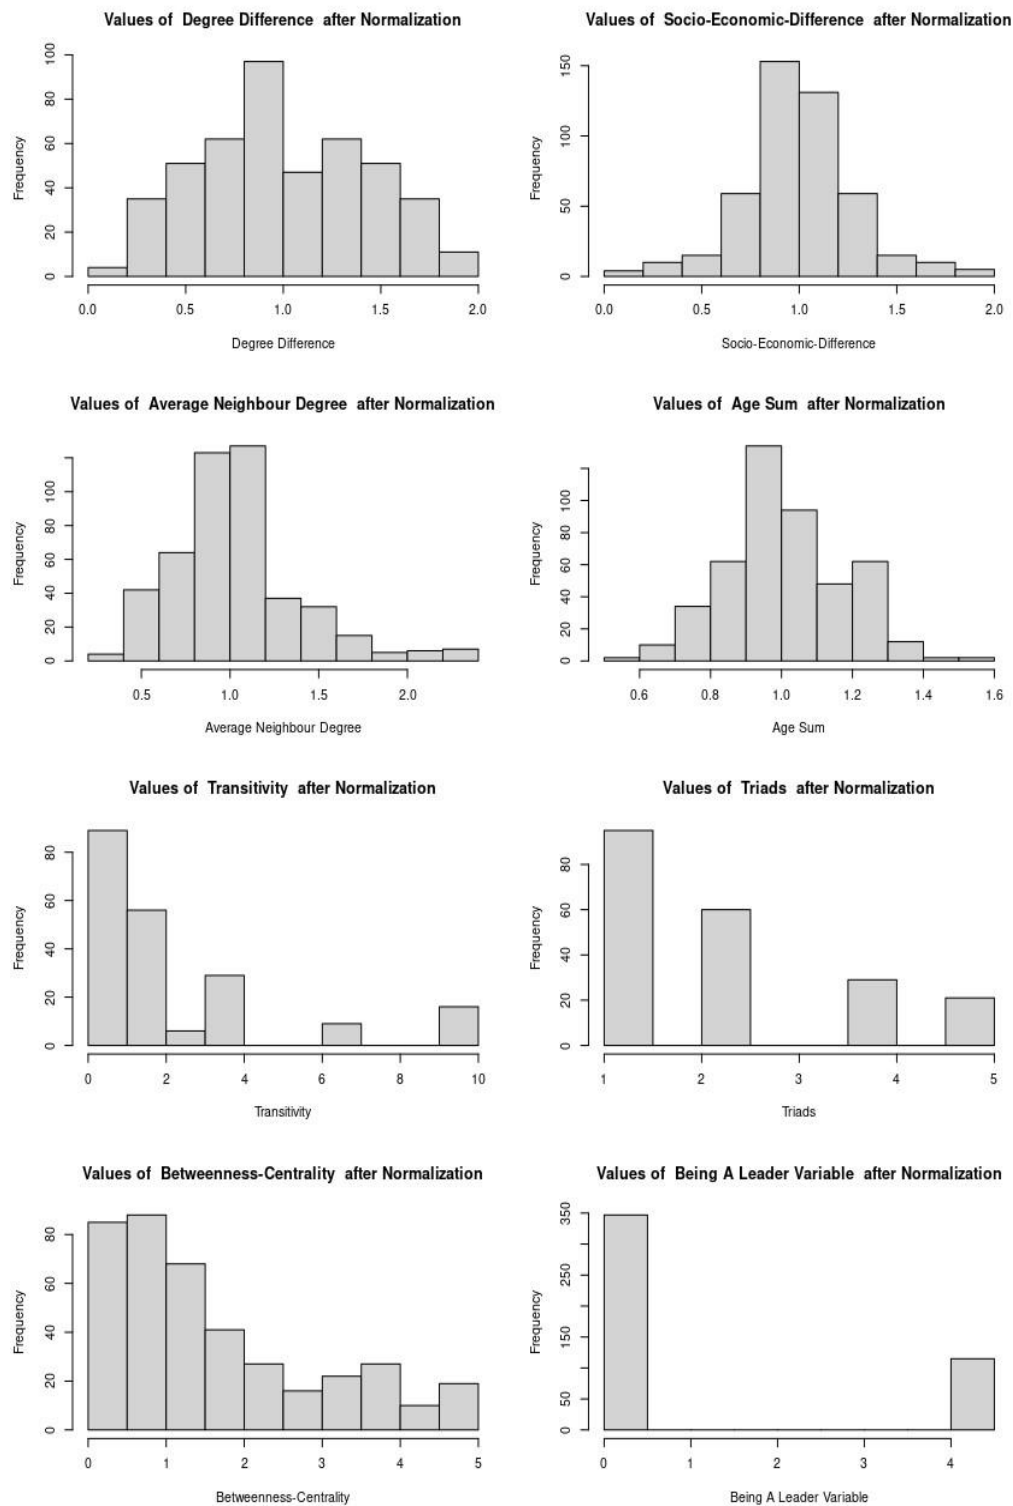 Values of Degree Difference after Normalization
Frequency
0 20 40 60 80 100
0.0 0.5 1.0 1.5 2.0
Degree Difference
Values of Socio-Economic-Difference after Normalization
Frequency
0 50 100 150
0.0 0.5 1.0 1.5 2.0
Socio-Economic-Difference
Values of Average Neighbour Degree after Normalization
Frequency
0 20 40 60 80 100
0.5 1.0 1.5 2.0
Average Neighbour Degree
Values of Age Sum after Normalization
Frequency
0 20 40 60 80 100
0.6 0.8 1.0 1.2 1.4 1.6
Age Sum
Values of Transitivity after Normalization
Frequency
0 20 40 60 80
0 2 4 6 8 10
Transitivity
Values of Triads after Normalization
Frequency
0 20 40 60 80
1 2 3 4 5
Triads
Values of Betweenness-Centrality after Normalization
Frequency
0 20 40 60 80
0 1 2 3 4 5
Betweenness-Centrality
Values of Being A Leader Variable after Normalization
Frequency
0 50 150 250 350
0 1 2 3 4
Being A Leader Variable